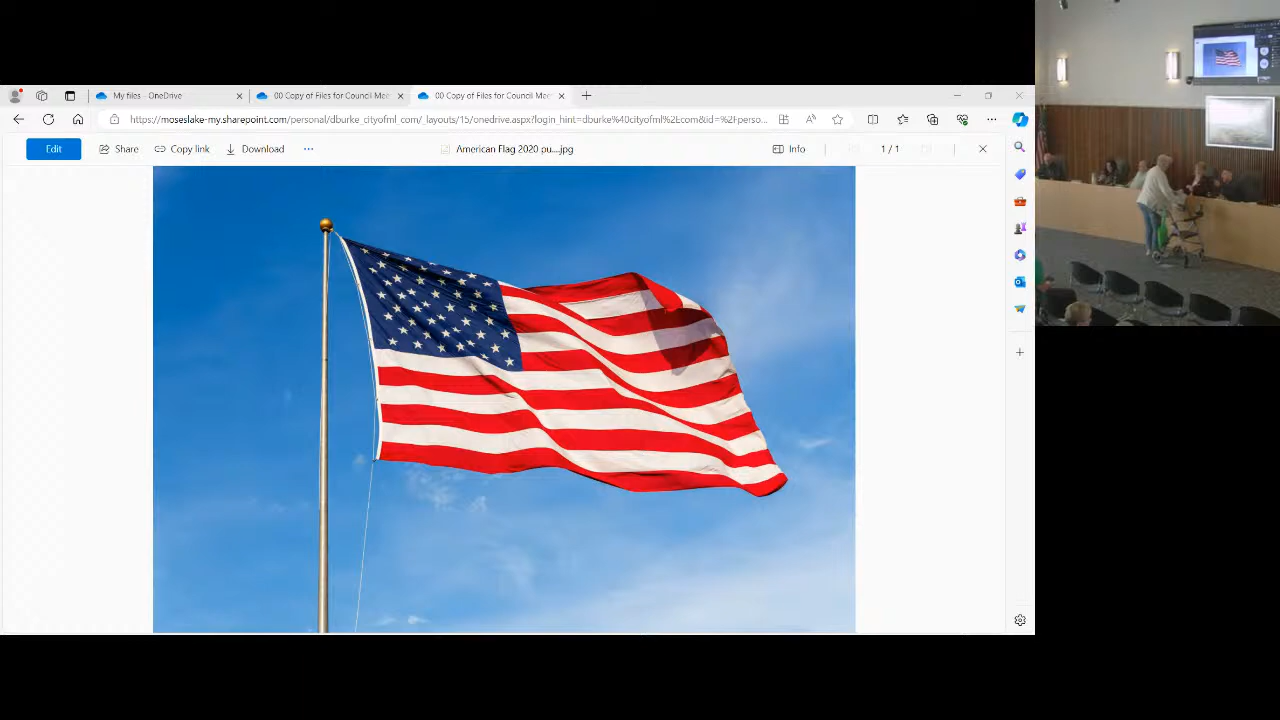 My files - OneDrive
00 Copy of Files for Council Mee
00 Copy of Files for Council Mee
https://moseslake-my.sharepoint.com/personal/dburke_cityofml_com/_layouts/15/onedrive.aspx?login_hint=dburke%40cityofml%2Ecom&id=%2Fperso...
Edit
Share
Copy link
Download
American Flag 2020 pu....jpg
Info
1 / 1